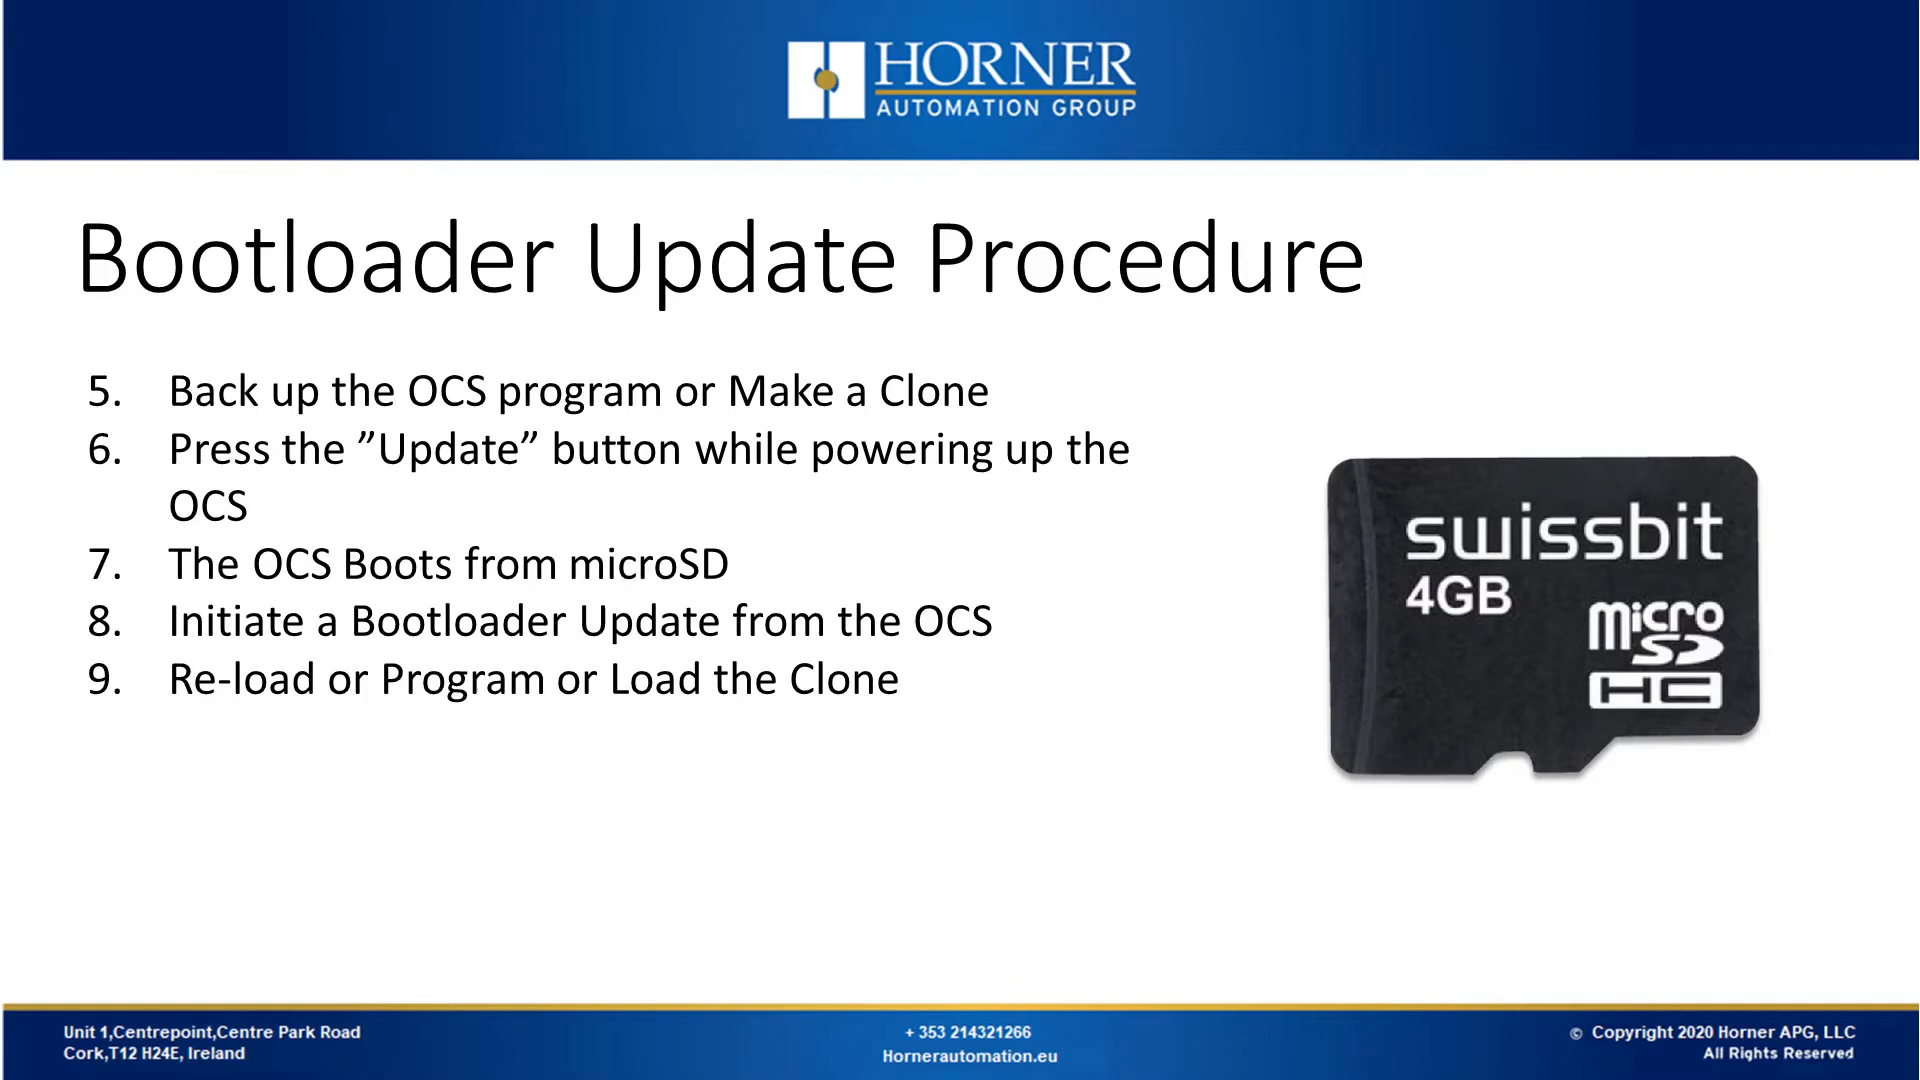 HORNER
AUTOMATION GROUP
Bootloader Update Procedure
5. Back up the OCS program or Make a Clone
6. Press the ”Update” button while powering up the
OCS
7. The OCS Boots from microSD
8. Initiate a Bootloader Update from the OCS
9. Re-load or Program or Load the Clone
swissbit
4GB
micro
SD
HC
Unit 1,Centrepoint,Centre Park Road
Cork,T12 H24E, Ireland
+ 353 214321266
Hornerautomation.eu
© Copyright 2020 Horner APG, LLC
All Rights Reserved